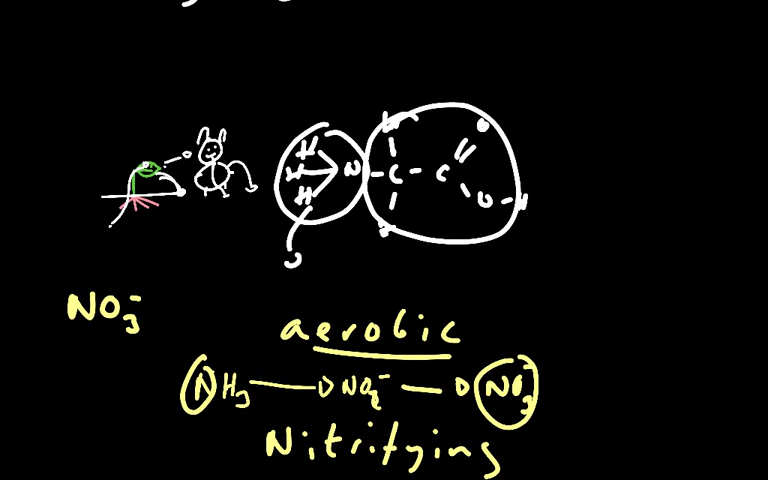 H H O
H N - C - C
H H O - H
NO3-
aerobic
NH3 → NO2- → NO3-
Nitrifying